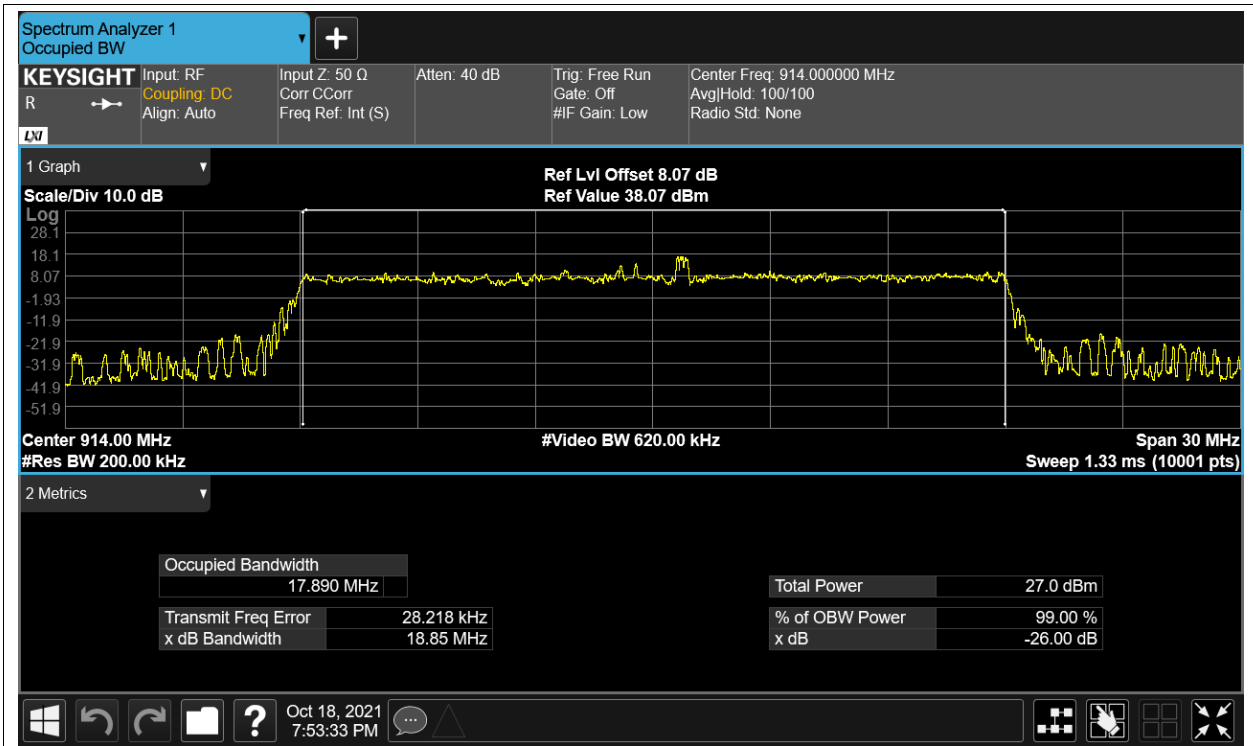 Spectrum Analyzer 1
Occupied BW
KEYSIGHT
R
LXI
Input: RF
Coupling: DC
Align: Auto
Input Z: 50 Ω
Corr CCorr
Freq Ref: Int (S)
Atten: 40 dB
Trig: Free Run
Gate: Off
#IF Gain: Low
Center Freq: 914.000000 MHz
Avg|Hold: 100/100
Radio Std: None
1 Graph
Scale/Div 10.0 dB
Ref Lvl Offset 8.07 dB
Ref Value 38.07 dBm
Log
28.1
18.1
8.07
-1.93
-11.9
-21.9
-31.9
-41.9
-51.9
Center 914.00 MHz
#Video BW 620.00 kHz
Span 30 MHz
#Res BW 200.00 kHz
Sweep 1.33 ms (10001 pts)
2 Metrics
Occupied Bandwidth
17.890 MHz
Total Power 27.0 dBm
Transmit Freq Error 28.218 kHz
% of OBW Power 99.00 %
x dB Bandwidth 18.85 MHz
x dB -26.00 dB
?
Oct 18, 2021
7:53:33 PM